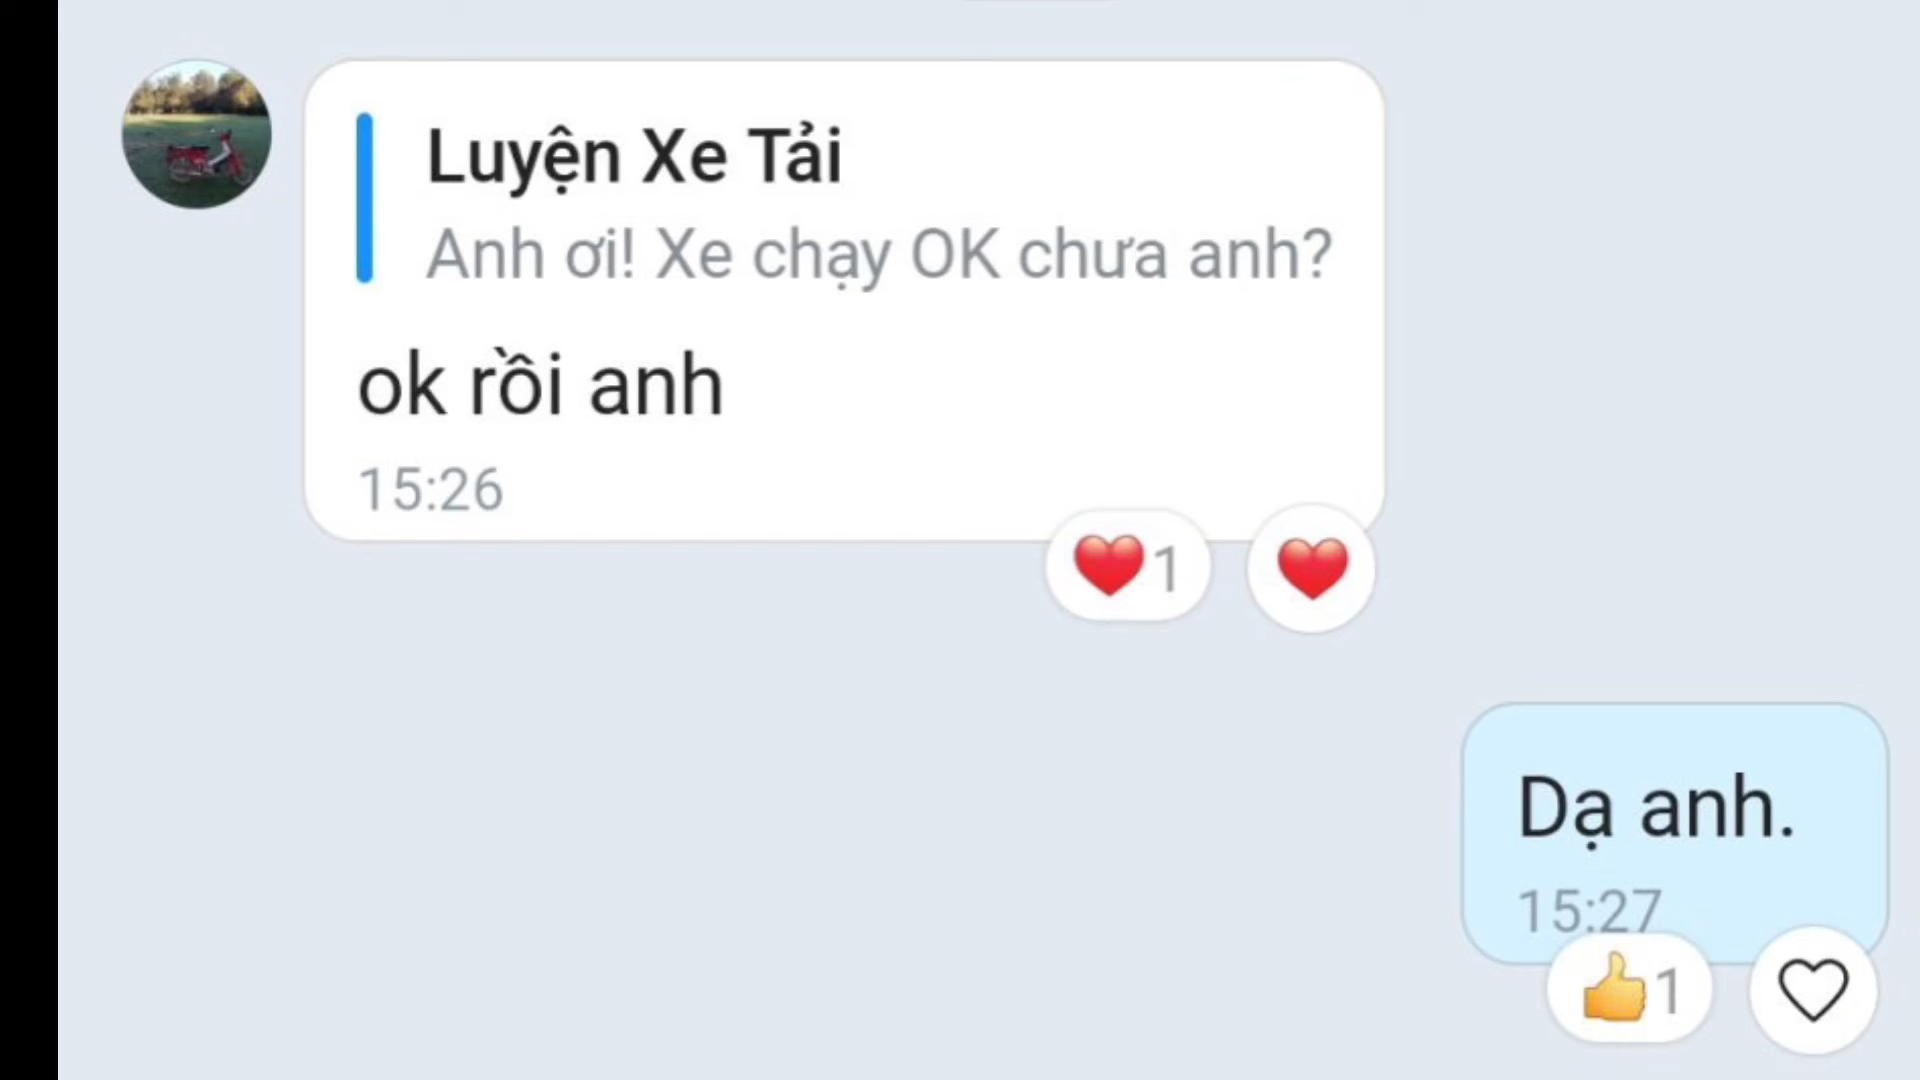 Luyện Xe Tải
Anh ơi! Xe chạy OK chưa anh?
ok rồi anh
15:26
1
Dạ anh.
15:27
1